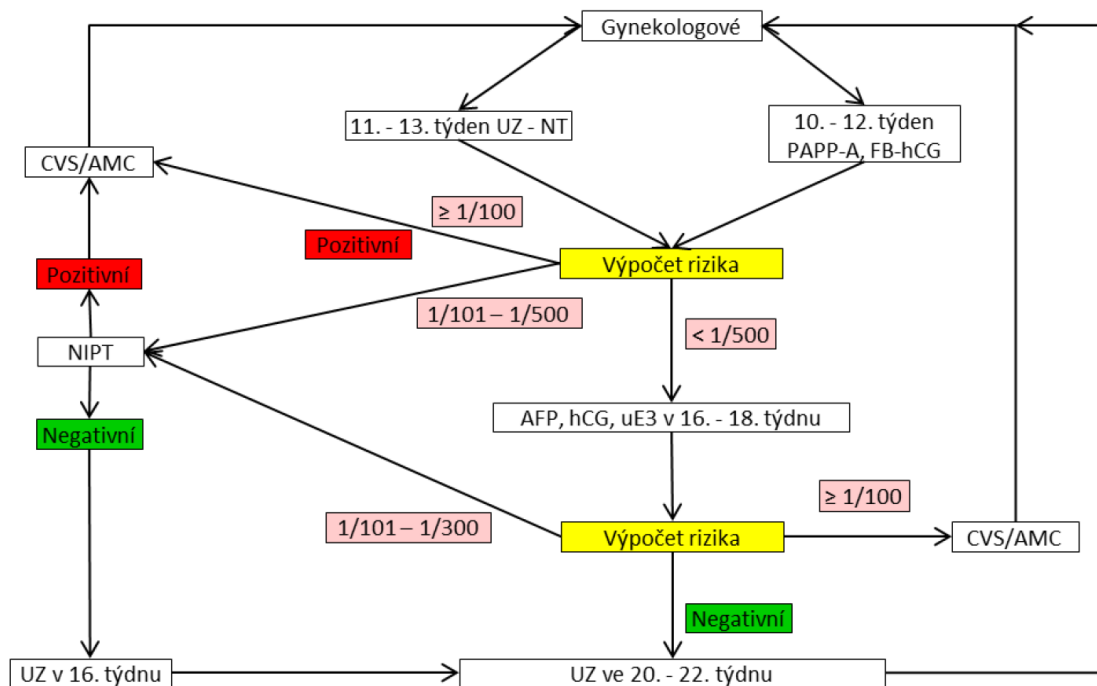 Gynekologové
11. - 13. týden UZ - NT
10. - 12. týden
PAPP-A, FB-hCG
CVS/AMC
≥ 1/100
Pozitivní
Výpočet rizika
Pozitivní
1/101 – 1/500
< 1/500
NIPT
AFP, hCG, uE3 v 16. - 18. týdnu
Negativní
≥ 1/100
1/101 – 1/300
Výpočet rizika
CVS/AMC
Negativní
UZ v 16. týdnu
UZ ve 20. - 22. týdnu